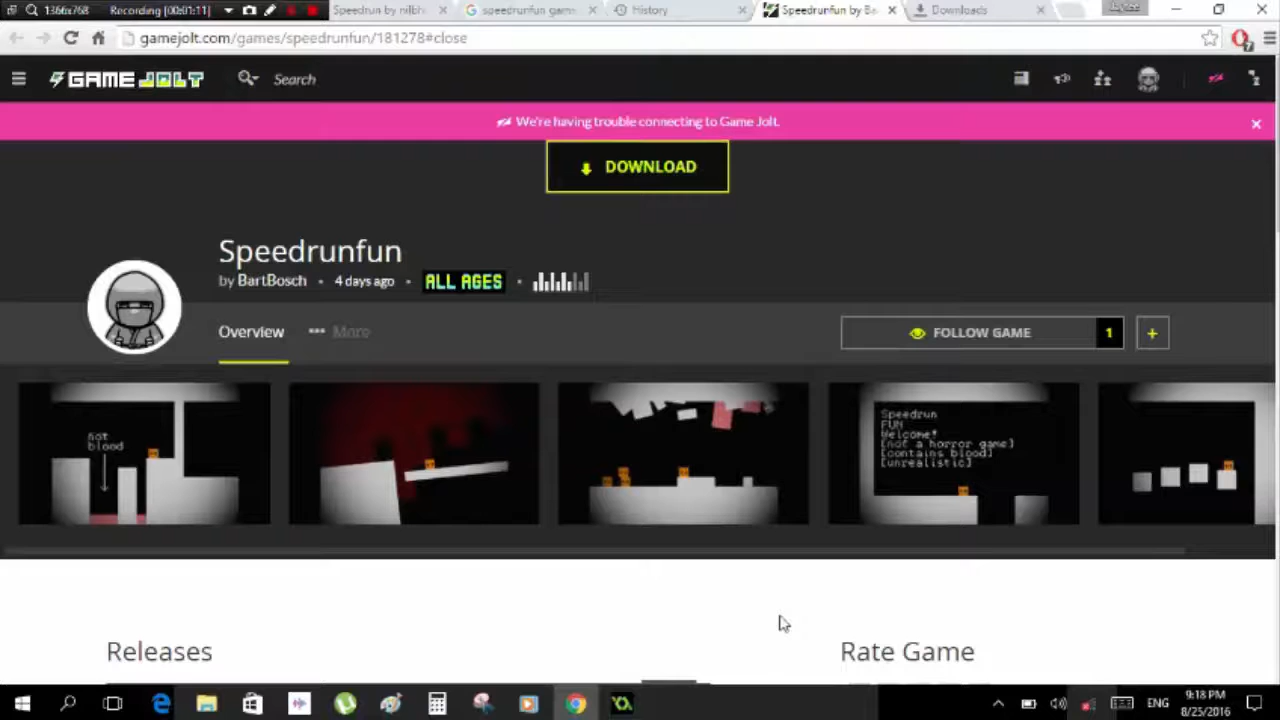 1366x768 Recording [00:01:11]
Speedrun by nilbh
speedrunfun game
History
Speedrunfun by Ba
Downloads
gamejolt.com/games/speedrunfun/181278#close
GAME JOLT
Search
We're having trouble connecting to Game Jolt.
DOWNLOAD
Speedrunfun
by BartBosch • 4 days ago • ALL AGES
Overview
More
FOLLOW GAME 1 +
not
blood
Speedrun
FUN
Welcome!
[not a horror game]
[contains blood]
[unrealistic]
Releases
Rate Game
ENG
9:18 PM
8/25/2016